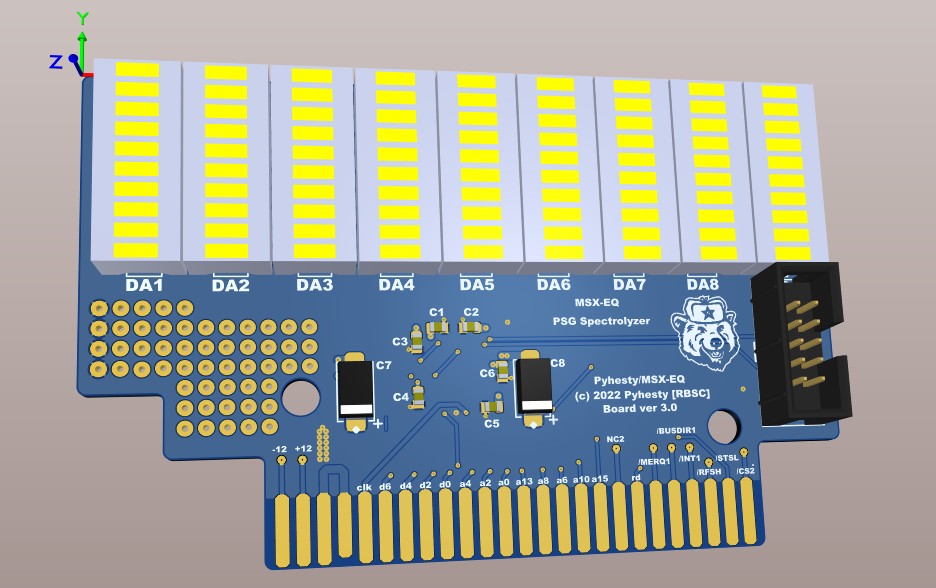 Y
Z
DA1 DA2 DA3 DA4 DA5 DA6 DA7 DA8
MSX-EQ
PSG Spectrolyzer
C1 C2
C3
C7
C6
C8
C4
C5
Pyhesty/MSX-EQ
(c) 2022 Pyhesty [RBSC]
Board ver 3.0
+
+
-12 +12
NC2
/BUSDIR1
/MERQ1
/INT1
/STSL
/RFSH
/CS2
rd
clk d6 d4 d2 d0 a4 a2 a0 a13 a8 a6 a10 a15